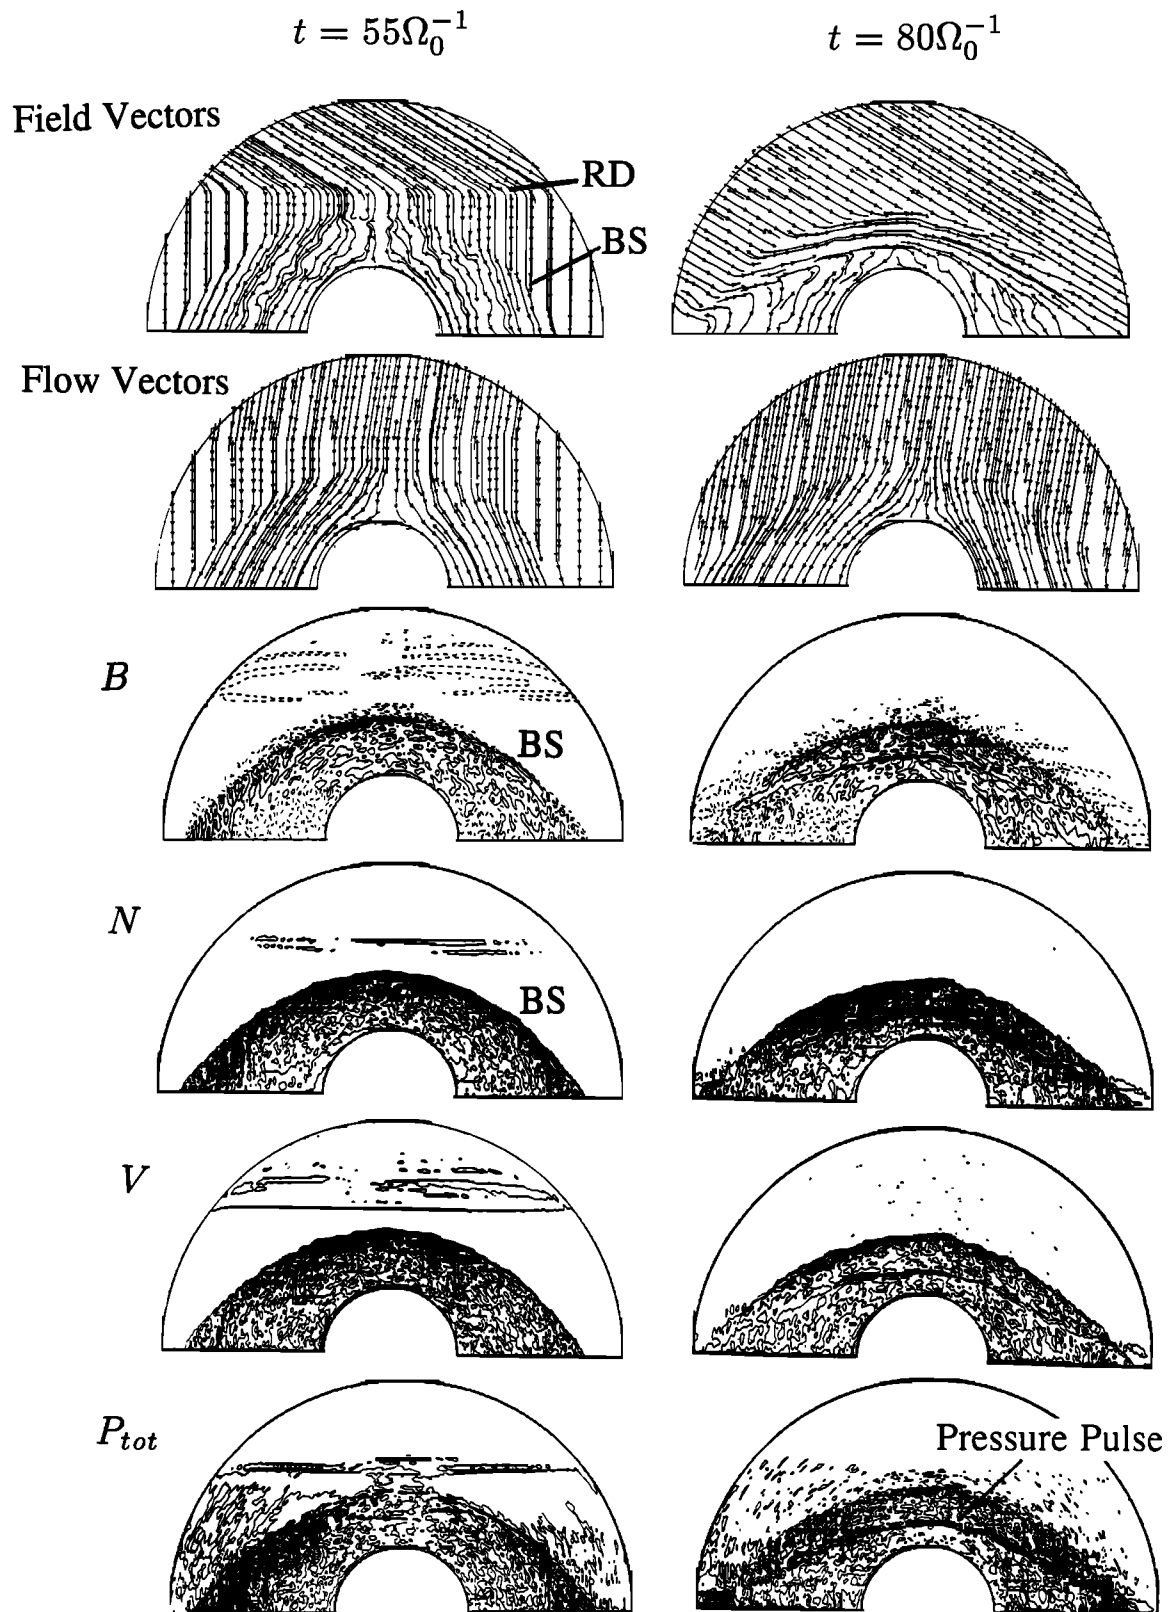 t = 55Ω₀⁻¹
t = 80Ω₀⁻¹
Field Vectors
RD
BS
Flow Vectors
B
BS
N
BS
V
P_tot
Pressure Pulse